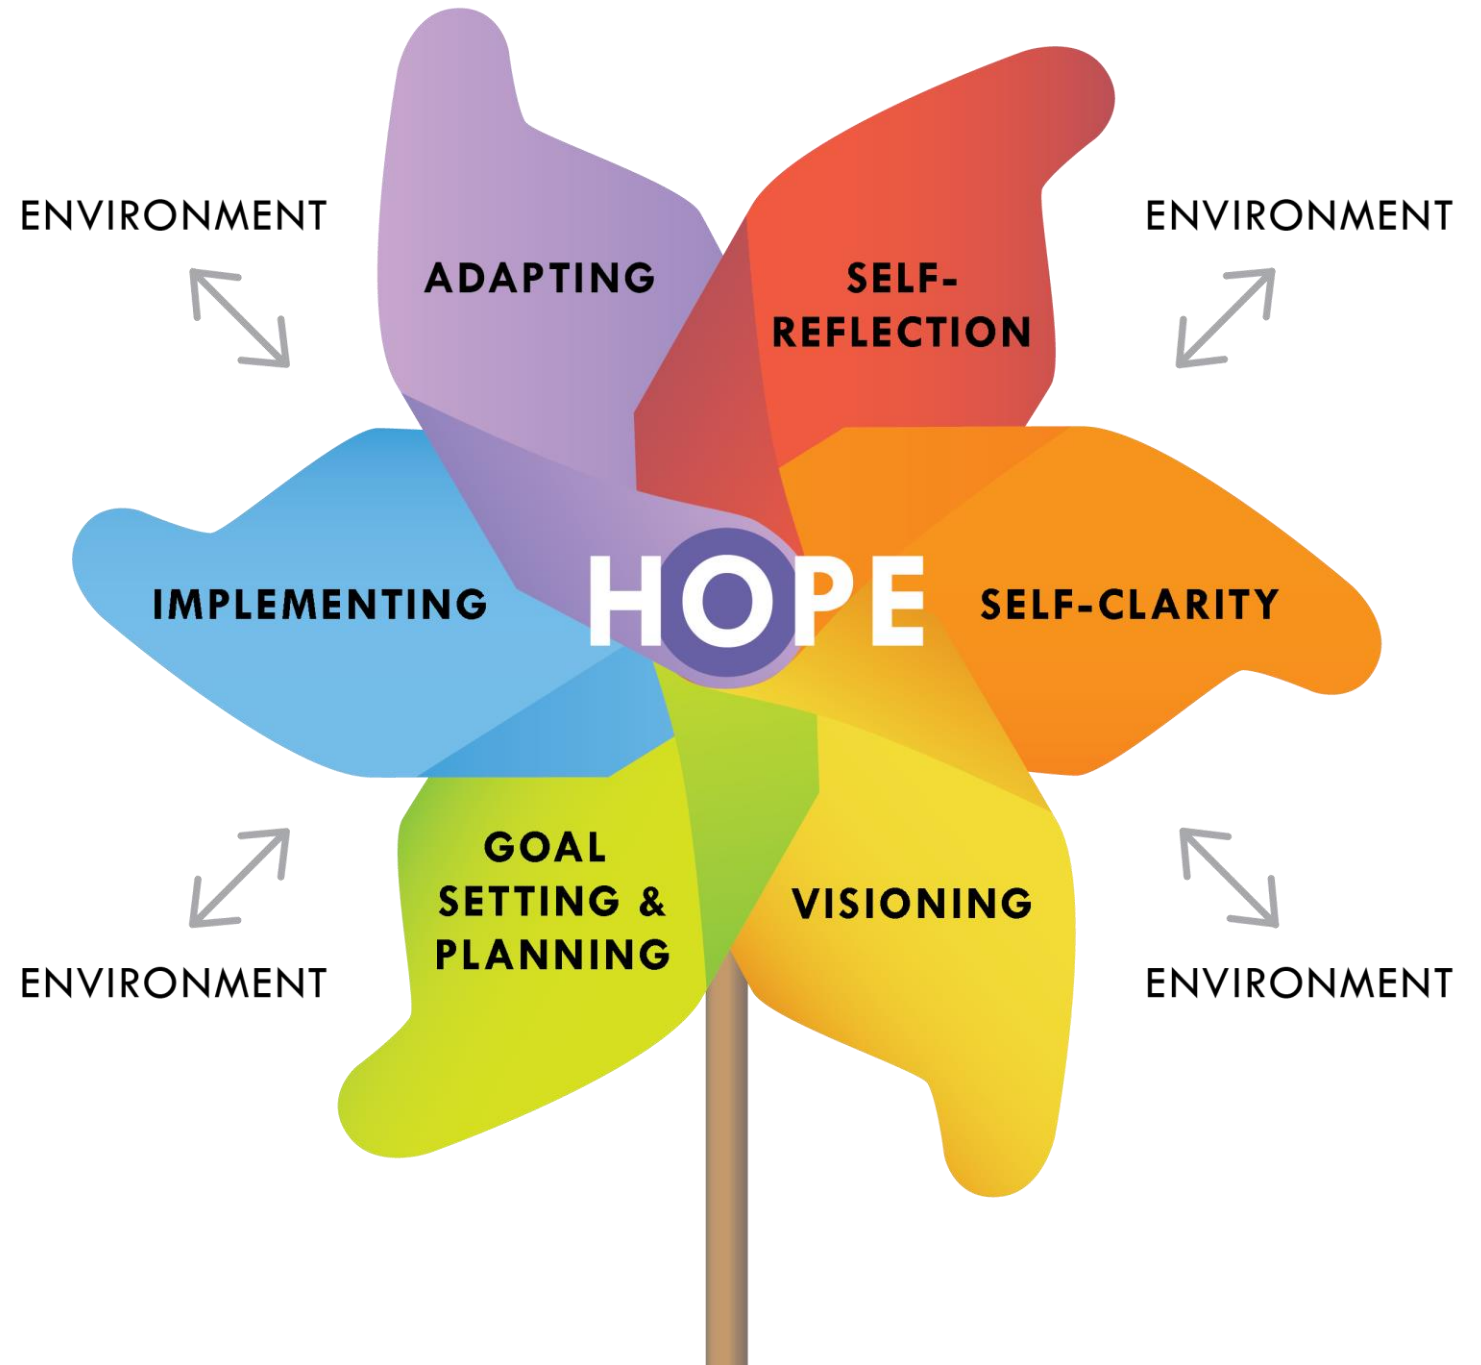 ENVIRONMENT
ENVIRONMENT
ADAPTING
SELF-
REFLECTION
IMPLEMENTING
HOPE
SELF-CLARITY
GOAL
SETTING &
PLANNING
VISIONING
ENVIRONMENT
ENVIRONMENT